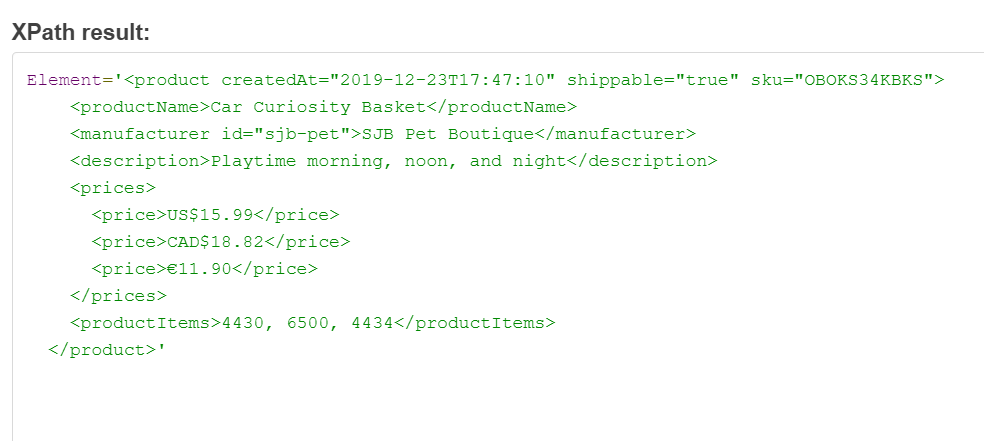 XPath result:
Element='<product createdAt="2019-12-23T17:47:10" shippable="true" sku="OBOKS34KBKS">
<productName>Car Curiosity Basket</productName>
<manufacturer id="sjb-pet">SJB Pet Boutique</manufacturer>
<description>Playtime morning, noon, and night</description>
<prices>
<price>US$15.99</price>
<price>CAD$18.82</price>
<price>€11.90</price>
</prices>
<productItems>4430, 6500, 4434</productItems>
</product>'